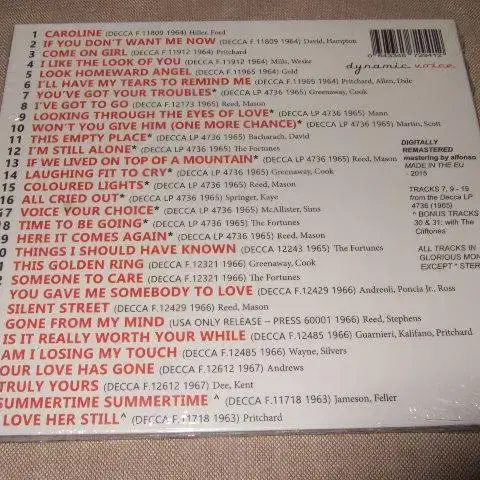 1 CAROLINE (DECCA F.11809 1964) Hiller, Ford
2 IF YOU DON'T WANT ME NOW (DECCA F.11809 1964) David, Hampton
3 COME ON GIRL (DECCA F.11912 1964) Pritchard
4 I LIKE THE LOOK OF YOU (DECCA F.11912 1964) Mills, Weske
5 LOOK HOMEWARD ANGEL (DECCA F.11965 1964) Gold
6 I'LL HAVE MY TEARS TO REMIND ME (DECCA F.11965 1964) Pritchard, Allen, Dale
7 YOU'VE GOT YOUR TROUBLES* (DECCA LP 4736 1965) Greenaway, Cook
8 I'VE GOT TO GO (DECCA F.12173 1965) Reed, Mason
9 LOOKING THROUGH THE EYES OF LOVE* (DECCA LP 4736 1965) Mann
10 WON'T YOU GIVE HIM (ONE MORE CHANCE)* (DECCA LP 4736 1965) Martin, Scott
11 THIS EMPTY PLACE* (DECCA LP 4736 1965) Bacharach, David
12 I'M STILL ALONE* (DECCA LP 4736 1965) The Fortunes
13 IF WE LIVED ON TOP OF A MOUNTAIN* (DECCA LP 4736 1965) Reed, Mason
14 LAUGHING FIT TO CRY* (DECCA LP 4736 1965) Greenaway, Cook
15 COLOURED LIGHTS* (DECCA LP 4736 1965) Reed, Mason
16 ALL CRIED OUT* (DECCA LP 4736 1965) Springer, Kaye
17 VOICE YOUR CHOICE* (DECCA LP 4736 1965) McAllister, Sims
8 TIME TO BE GOING* (DECCA LP 4736 1965) The Fortunes
9 HERE IT COMES AGAIN* (DECCA LP 4736 1965) Reed, Mason
0 THINGS I SHOULD HAVE KNOWN (DECCA 12243 1965) The Fortunes
1 THIS GOLDEN RING (DECCA F.12321 1966) Greenaway, Cook
2 SOMEONE TO CARE (DECCA F.12321 1966) The Fortunes
YOU GAVE ME SOMEBODY TO LOVE (DECCA F.12429 1966) Andreoli, Poncia Jr., Ross
SILENT STREET (DECCA F.12429 1966) Reed, Mason
GONE FROM MY MIND (USA ONLY RELEASE – PRESS 60001 1966) Reed, Stephens
IS IT REALLY WORTH YOUR WHILE (DECCA F.12485 1966) Guarnieri, Kalifano, Pritchard
AM I LOSING MY TOUCH (DECCA F.12485 1966) Wayne, Silvers
OUR LOVE HAS GONE (DECCA F.12612 1967) Andrews
TRULY YOURS (DECCA F.12612 1967) Dee, Kent
SUMMERTIME SUMMERTIME ^ (DECCA F.11718 1963) Jameson, Feller
LOVE HER STILL^ (DECCA F.11718 1963) Pritchard
dynamic voice
DIGITALLY
REMASTERED
mastering by alfonso
MADE IN THE EU
- 2015
TRACKS 7, 9 - 19
from the Decca LP
4736 (1965)
^ BONUS TRACKS
30 & 31: with The
Cliftones
ALL TRACKS IN
GLORIOUS MON
EXCEPT * STER